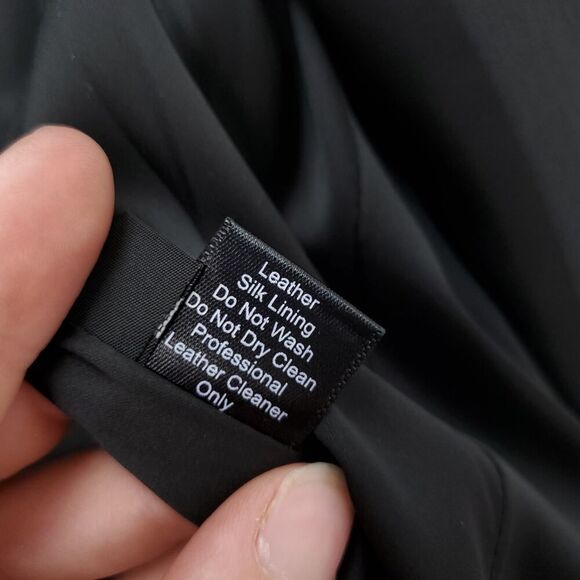 Leather
Silk Lining
Do Not Wash
Do Not Dry Clean
Professional
Leather Cleaner
Only